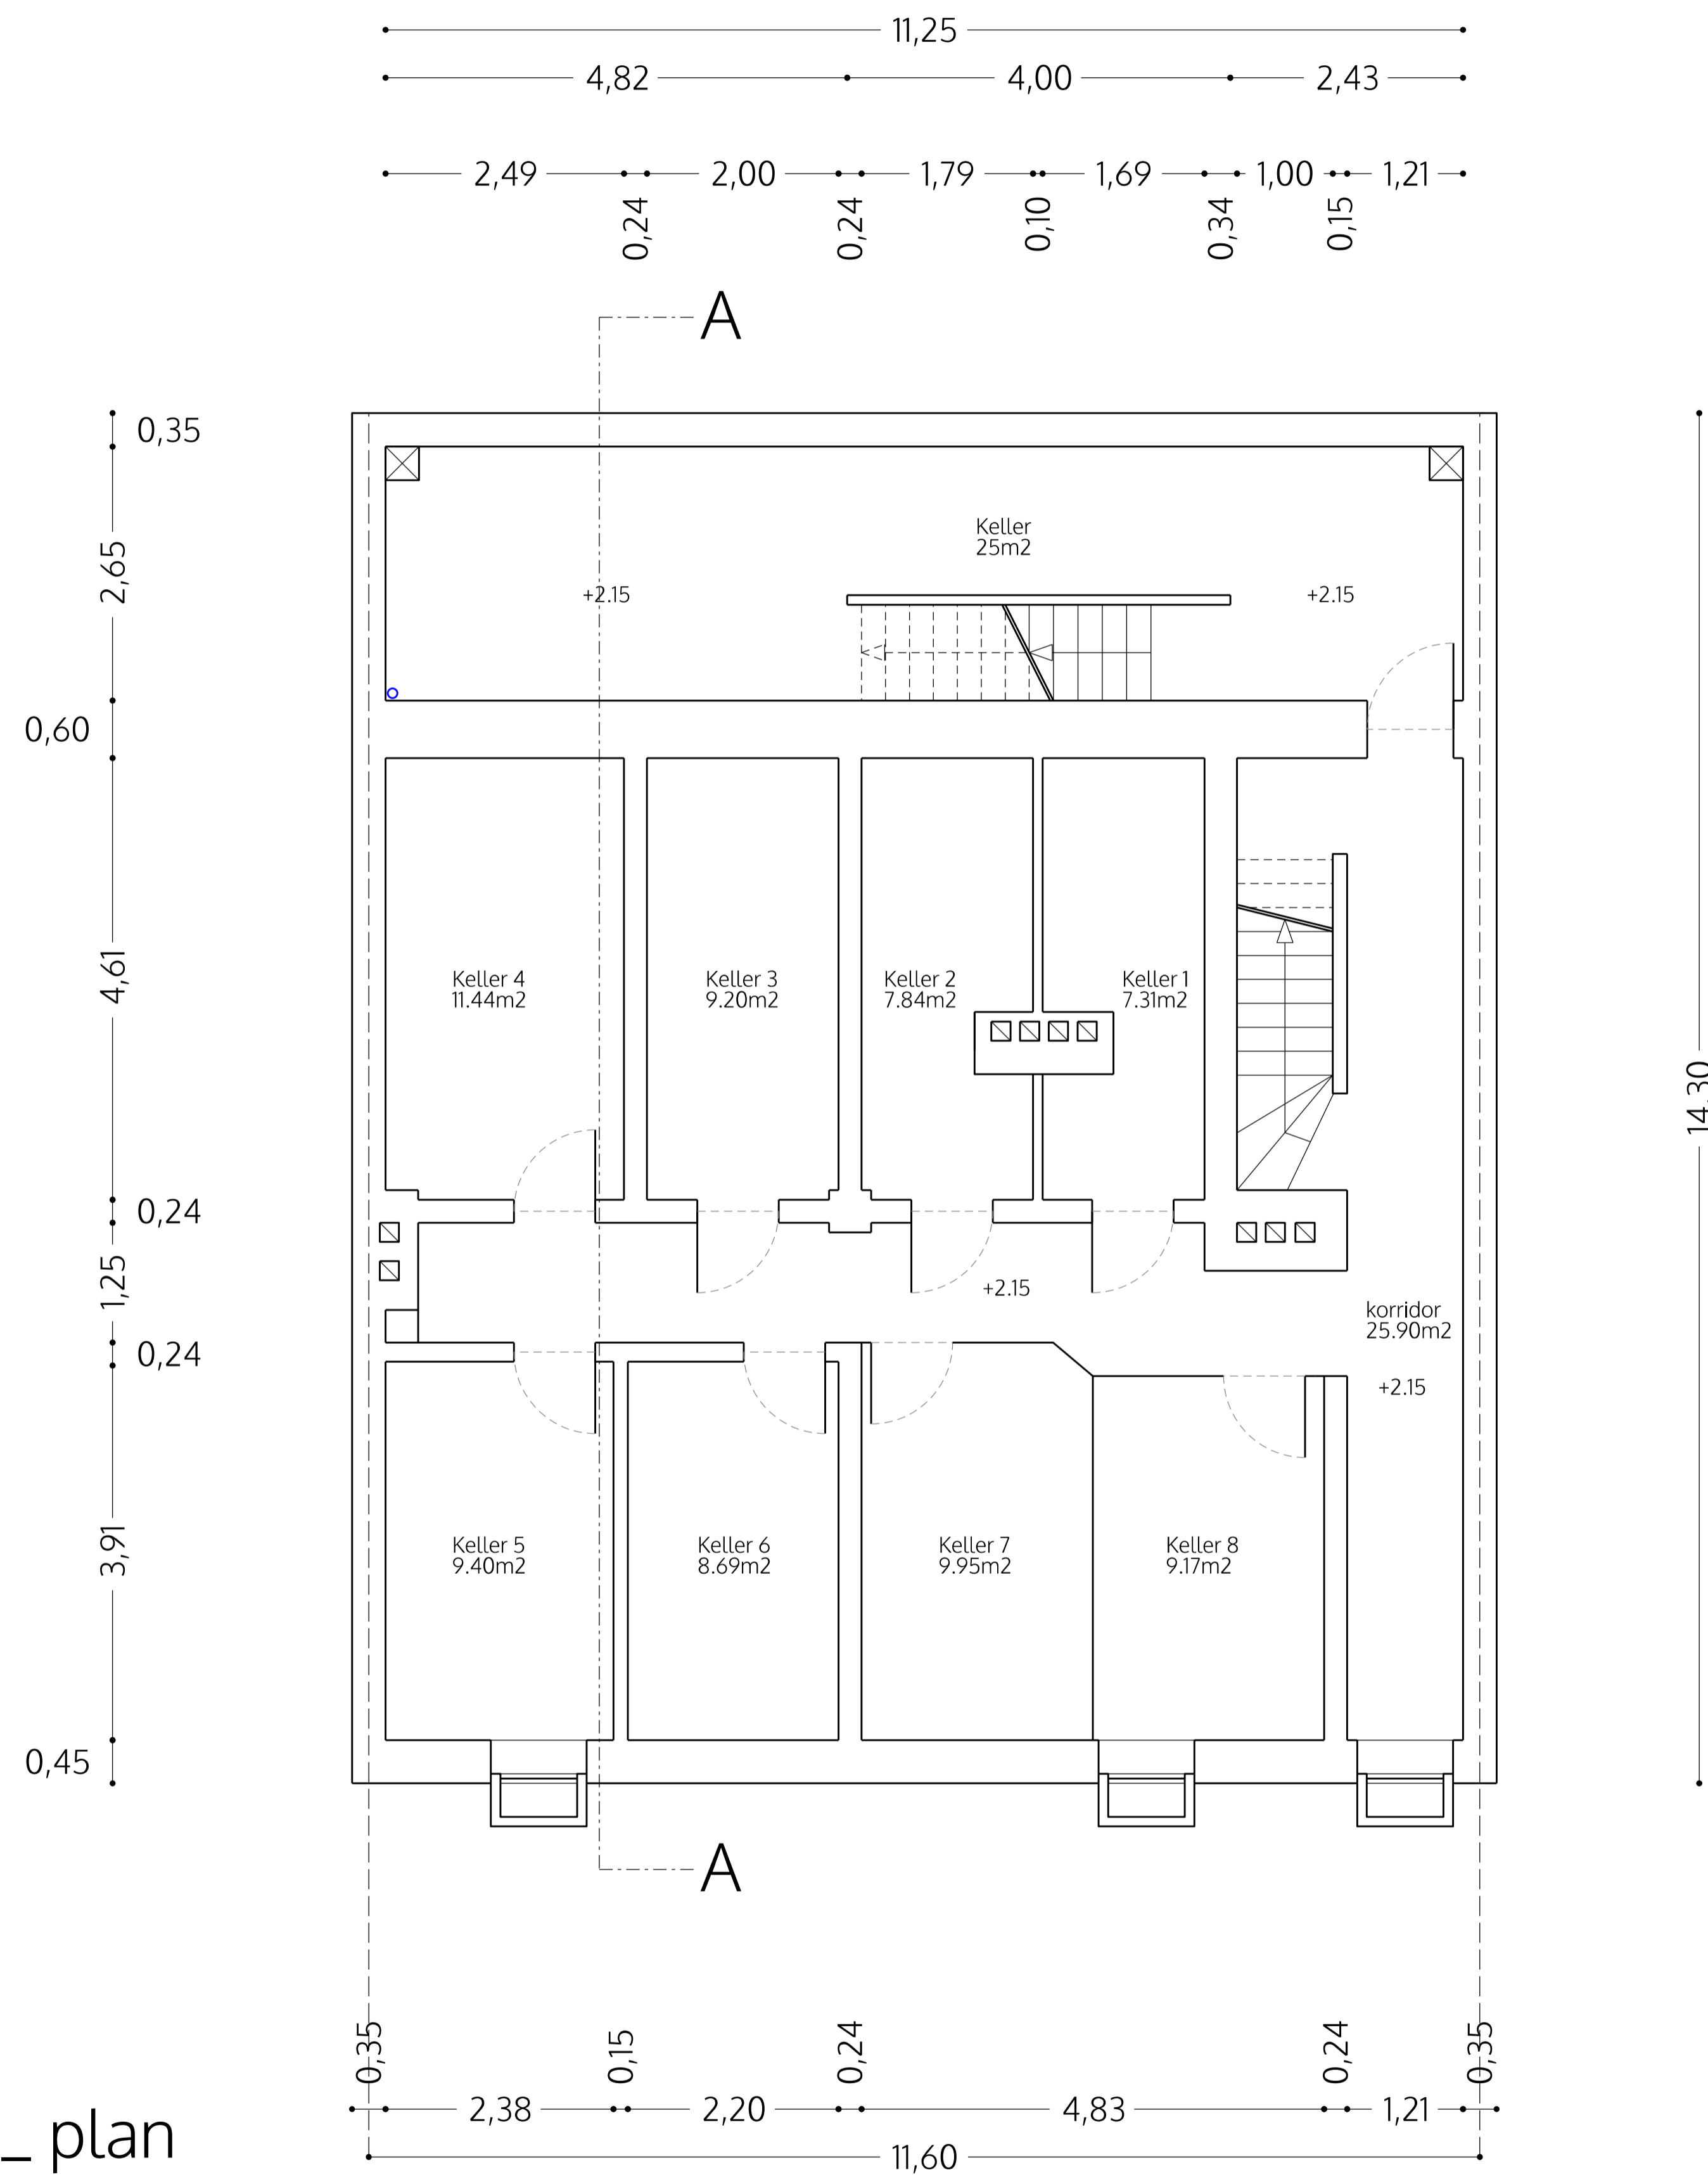 11,25
4,82 4,00 2,43
2,49 2,00 1,79 1,69 1,00 1,21
0,24 0,24 0,10 0,34 0,15
A
0,35
Keller
25m2
2,65
+2.15 +2.15
0,60
4,61
Keller 4
11.44m2
Keller 3
9.20m2
Keller 2
7.84m2
Keller 1
7.31m2
14,30
0,24
1,25
+2.15
korridor
25.90m2
0,24
+2.15
3,91
Keller 5
9.40m2
Keller 6
8.69m2
Keller 7
9.95m2
Keller 8
9.17m2
0,45
A
0,35 0,15 0,24 0,24 0,35
2,38 2,20 4,83 1,21
_ plan
11,60